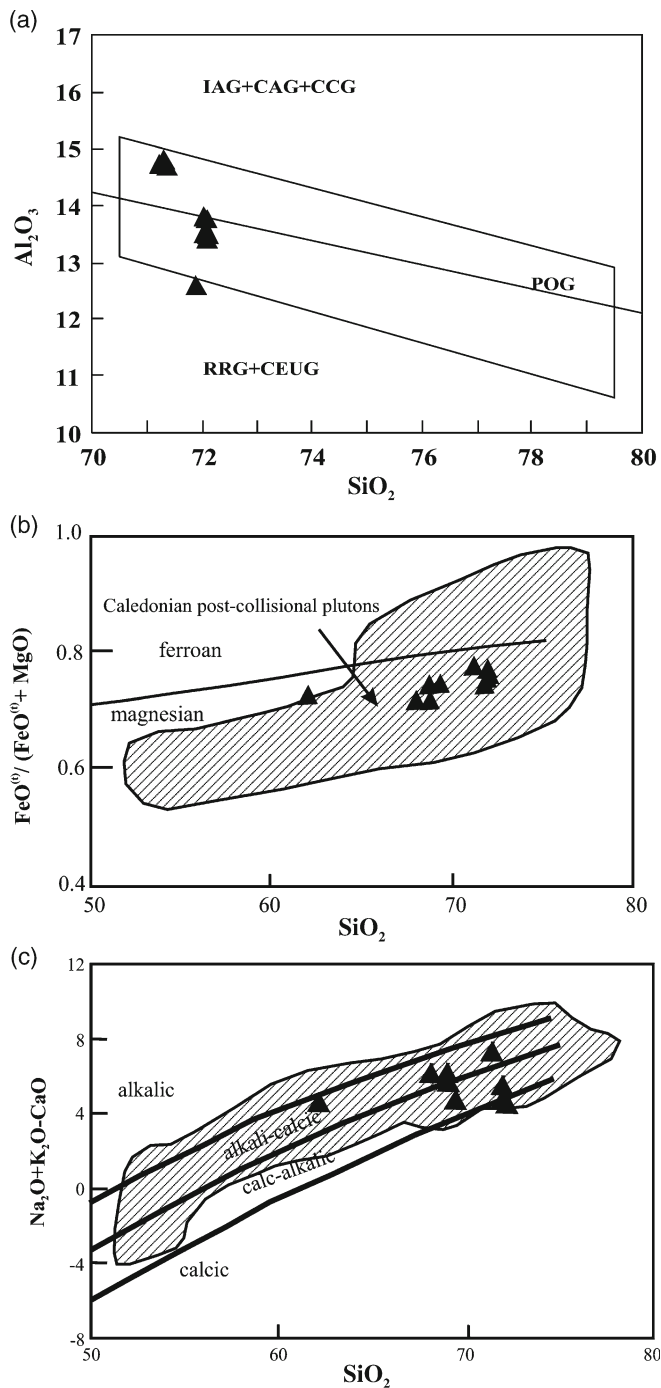 (a)
17
16
15
14
13
12
11
10
Al₂O₃
IAG+CAG+CCG
POG
RRG+CEUG
70
72
74
76
78
80
SiO₂
(b)
1.0
0.8
0.6
0.4
FeO⁽ᵗ⁾/ (FeO⁽ᵗ⁾+ MgO)
Caledonian post-collisional plutons
ferroan
magnesian
50
60
70
80
SiO₂
(c)
12
8
4
0
-4
-8
Na₂O+K₂O-CaO
alkalic
alkali-calcic
calc-alkalic
calcic
50
60
70
80
SiO₂